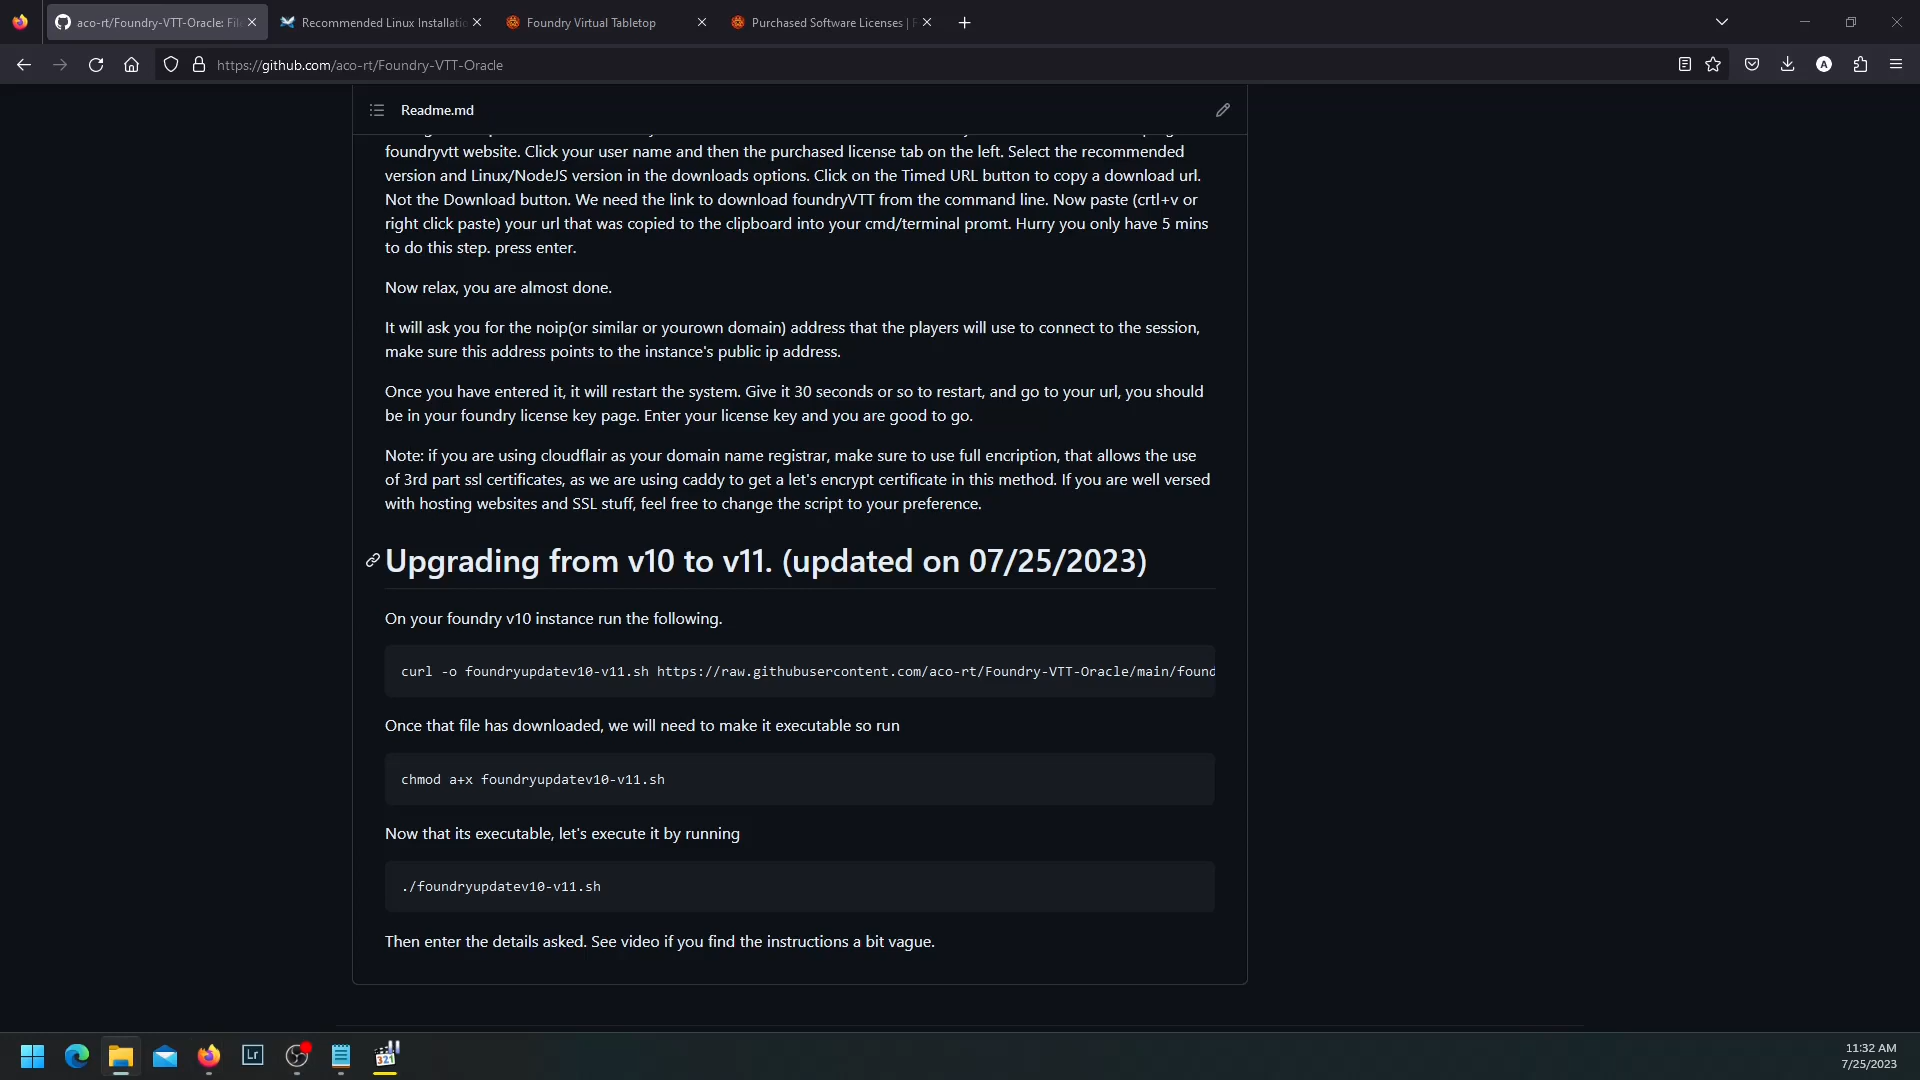 aco-rt/Foundry-VTT-Oracle: Fil
Recommended Linux Installatio
Foundry Virtual Tabletop
Purchased Software Licenses |
https://github.com/aco-rt/Foundry-VTT-Oracle
Readme.md
foundryvtt website. Click your user name and then the purchased license tab on the left. Select the recommended
version and Linux/NodeJS version in the downloads options. Click on the Timed URL button to copy a download url.
Not the Download button. We need the link to download foundryVTT from the command line. Now paste (crtl+v or
right click paste) your url that was copied to the clipboard into your cmd/terminal promt. Hurry you only have 5 mins
to do this step. press enter.
Now relax, you are almost done.
It will ask you for the noip(or similar or yourown domain) address that the players will use to connect to the session,
make sure this address points to the instance's public ip address.
Once you have entered it, it will restart the system. Give it 30 seconds or so to restart, and go to your url, you should
be in your foundry license key page. Enter your license key and you are good to go.
Note: if you are using cloudflair as your domain name registrar, make sure to use full encription, that allows the use
of 3rd part ssl certificates, as we are using caddy to get a let's encrypt certificate in this method. If you are well versed
with hosting websites and SSL stuff, feel free to change the script to your preference.
Upgrading from v10 to v11. (updated on 07/25/2023)
On your foundry v10 instance run the following.
curl -o foundryupdatev10-v11.sh https://raw.githubusercontent.com/aco-rt/Foundry-VTT-Oracle/main/found
Once that file has downloaded, we will need to make it executable so run
chmod a+x foundryupdatev10-v11.sh
Now that its executable, let's execute it by running
./foundryupdatev10-v11.sh
Then enter the details asked. See video if you find the instructions a bit vague.
A
Lr
321
11:32 AM
7/25/2023